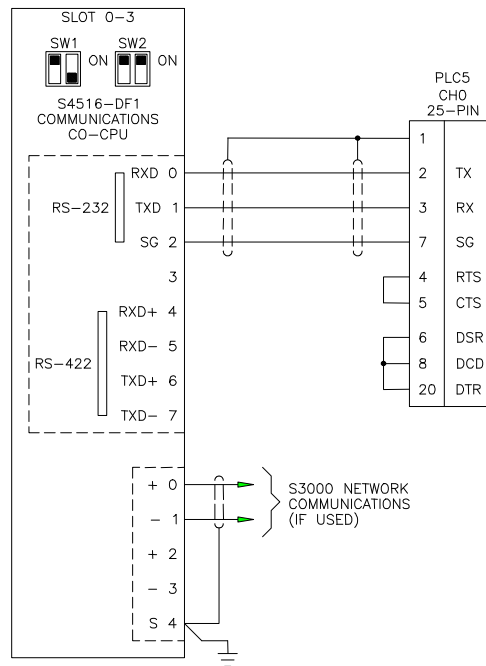 SLOT 0-3
SW1 SW2
ON ON
S4516-DF1
COMMUNICATIONS
CO-CPU
RS-232
RXD 0
TXD 1
SG 2
3
RS-422
RXD+ 4
RXD- 5
TXD+ 6
TXD- 7
+ 0
- 1
+ 2
- 3
S 4
S3000 NETWORK
COMMUNICATIONS
(IF USED)
PLC5
CH0
25-PIN
1
2 TX
3 RX
7 SG
4 RTS
5 CTS
6 DSR
8 DCD
20 DTR